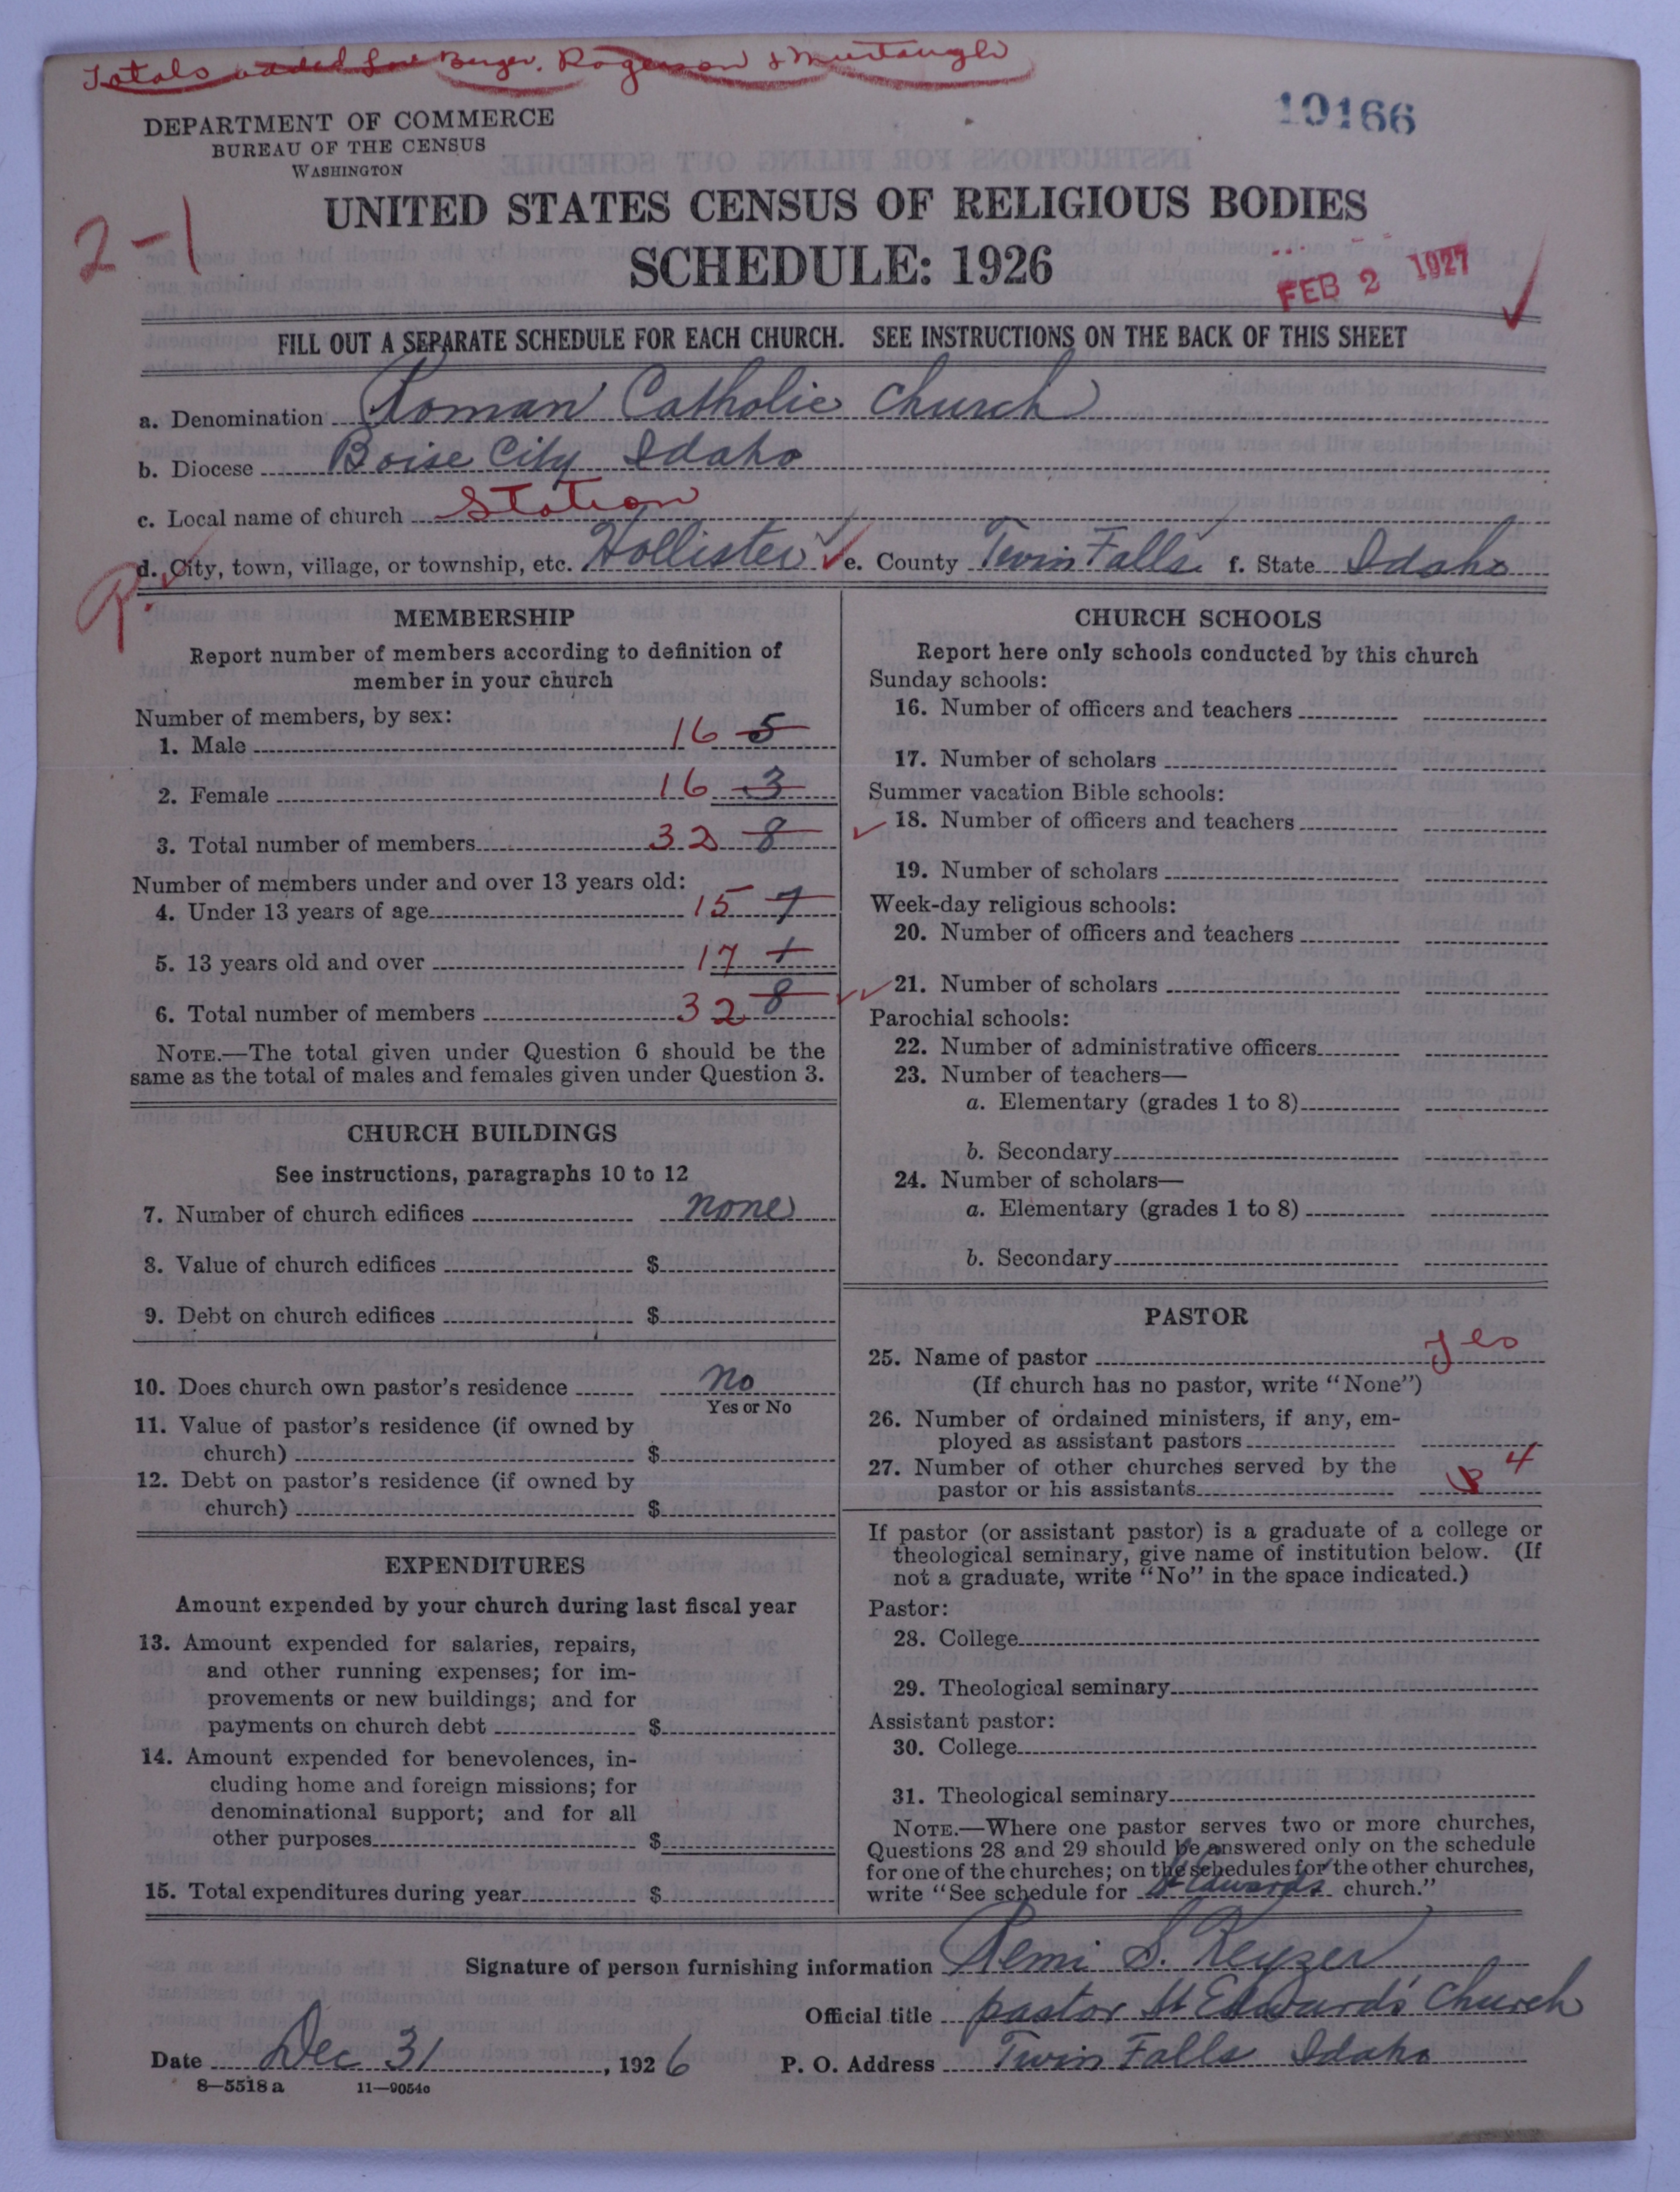 Totals added for Berger, Rogerson & Murtaugh
10166
DEPARTMENT OF COMMERCE
BUREAU OF THE CENSUS
WASHINGTON
2-1
UNITED STATES CENSUS OF RELIGIOUS BODIES
SCHEDULE: 1926
FEB 2 1927
FILL OUT A SEPARATE SCHEDULE FOR EACH CHURCH. SEE INSTRUCTIONS ON THE BACK OF THIS SHEET
a. Denomination Roman Catholic Church
b. Diocese Boise City Idaho
c. Local name of church Station
d. City, town, village, or township, etc. Hollister e. County Twin Falls f. State Idaho
MEMBERSHIP
Report number of members according to definition of
member in your church
Number of members, by sex:
1. Male 16 5
2. Female 16 3
3. Total number of members 32 8
Number of members under and over 13 years old:
4. Under 13 years of age 15 7
5. 13 years old and over 17 1
6. Total number of members 32 8
NOTE.—The total given under Question 6 should be the
same as the total of males and females given under Question 3.
CHURCH BUILDINGS
See instructions, paragraphs 10 to 12
7. Number of church edifices none
8. Value of church edifices $
9. Debt on church edifices $
10. Does church own pastor's residence no
Yes or No
11. Value of pastor's residence (if owned by
church) $
12. Debt on pastor's residence (if owned by
church) $
EXPENDITURES
Amount expended by your church during last fiscal year
13. Amount expended for salaries, repairs,
and other running expenses; for im-
provements or new buildings; and for
payments on church debt $
14. Amount expended for benevolences, in-
cluding home and foreign missions; for
denominational support; and for all
other purposes $
15. Total expenditures during year $
CHURCH SCHOOLS
Report here only schools conducted by this church
Sunday schools:
16. Number of officers and teachers
17. Number of scholars
Summer vacation Bible schools:
18. Number of officers and teachers
19. Number of scholars
Week-day religious schools:
20. Number of officers and teachers
21. Number of scholars
Parochial schools:
22. Number of administrative officers
23. Number of teachers—
a. Elementary (grades 1 to 8)
b. Secondary
24. Number of scholars—
a. Elementary (grades 1 to 8)
b. Secondary
PASTOR
25. Name of pastor yes
(If church has no pastor, write "None")
26. Number of ordained ministers, if any, em-
ployed as assistant pastors
27. Number of other churches served by the
pastor or his assistants 4
If pastor (or assistant pastor) is a graduate of a college or
theological seminary, give name of institution below. (If
not a graduate, write "No" in the space indicated.)
Pastor:
28. College
29. Theological seminary
Assistant pastor:
30. College
31. Theological seminary
NOTE.—Where one pastor serves two or more churches,
Questions 28 and 29 should be answered only on the schedule
for one of the churches; on the schedules for the other churches,
write "See schedule for St Edwards church."
Signature of person furnishing information Remi S. Keyzer
Official title pastor St Edward's Church
Date Dec 31, 1926 P. O. Address Twin Falls Idaho
8—5518 a 11—9054a